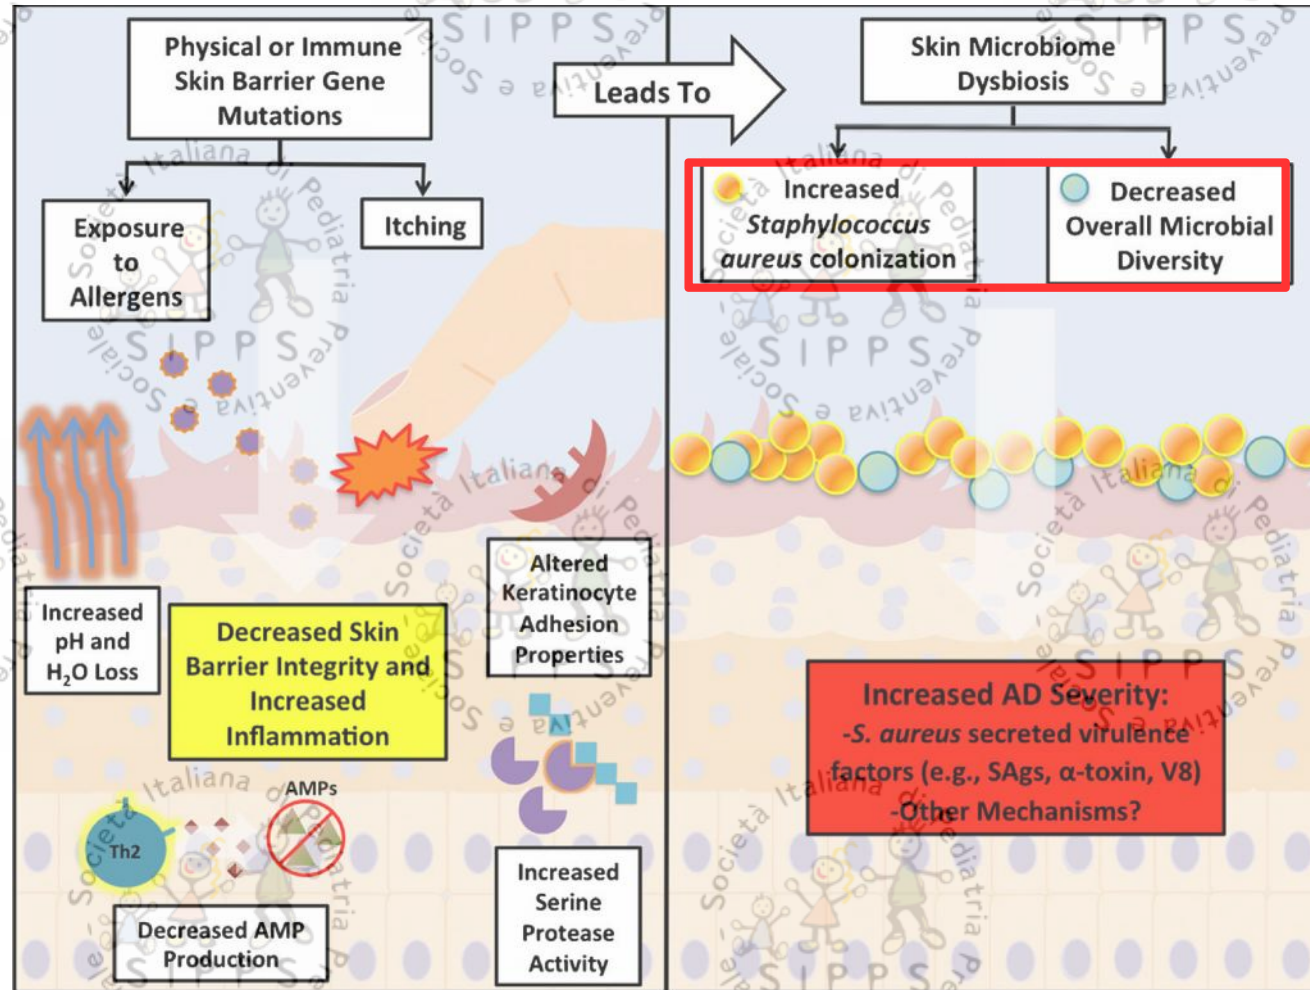 Physical or Immune
Skin Barrier Gene
Mutations
Exposure
to
Allergens
Itching
Leads To
Skin Microbiome
Dysbiosis
Increased
Staphylococcus
aureus colonization
Decreased
Overall Microbial
Diversity
Increased
pH and
H₂O Loss
Decreased Skin
Barrier Integrity and
Increased
Inflammation
Altered
Keratinocyte
Adhesion
Properties
Th2
AMPs
Decreased AMP
Production
Increased
Serine
Protease
Activity
Increased AD Severity:
-S. aureus secreted virulence
factors (e.g., SAgs, α-toxin, V8)
-Other Mechanisms?
Società Italiana di Pediatria Preventiva e Sociale
SIPPS